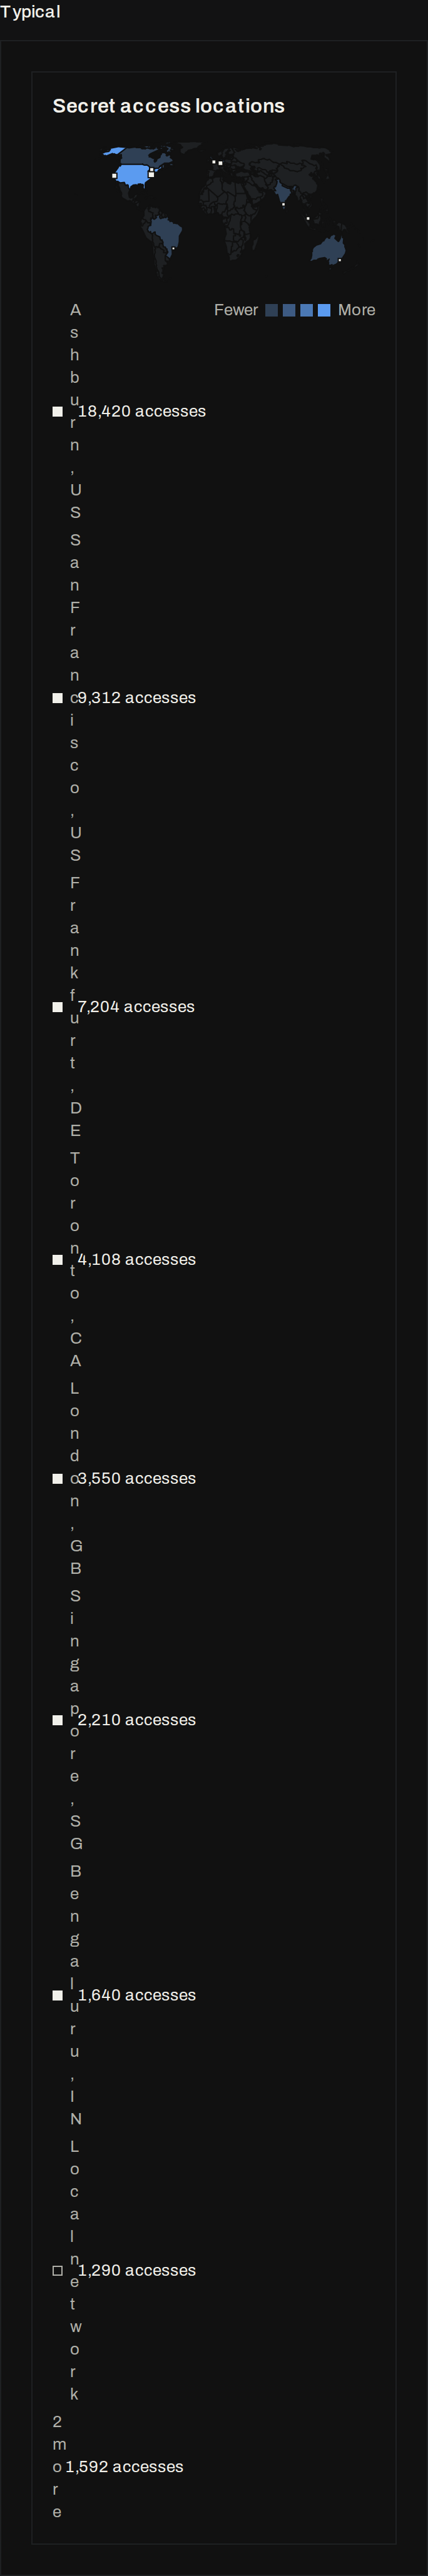 Typical
Secret access locations
Fewer More
Ashburn, US
18,420 accesses
San Francisco, US
9,312 accesses
Frankfurt, DE
7,204 accesses
Toronto, CA
4,108 accesses
London, GB
3,550 accesses
Singapore, SG
2,210 accesses
Bengaluru, IN
1,640 accesses
Local network
1,290 accesses
2 more
1,592 accesses